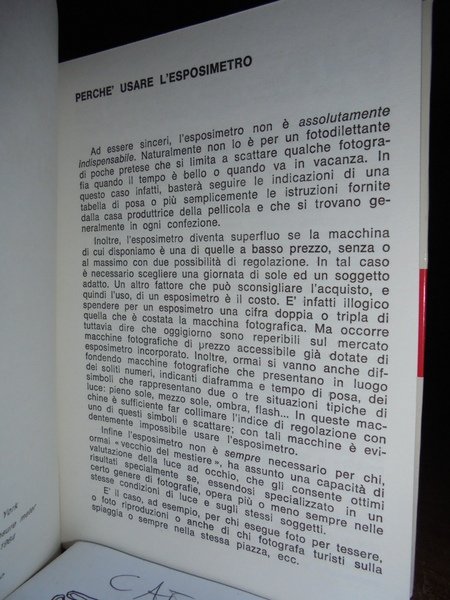 PERCHE' USARE L'ESPOSIMETRO
Ad essere sinceri, l'esposimetro non è assolutamente
indispensabile. Naturalmente non lo è per un fotodilettante
di poche pretese che si limita a scattare qualche fotogra-
fia quando il tempo è bello o quando va in vacanza. In
questo caso infatti, basterà seguire le indicazioni di una
tabella di posa o più semplicemente le istruzioni fornite
dalla casa produttrice della pellicola e che si trovano ge-
neralmente in ogni confezione.
Inoltre, l'esposimetro diventa superfluo se la macchina
di cui disponiamo è una di quelle a basso prezzo, senza o
al massimo con due possibilità di regolazione. In tal caso
è necessario scegliere una giornata di sole ed un soggetto
adatto. Un altro fattore che può sconsigliare l'acquisto, e
quindi l'uso, di un esposimetro è il costo. E' infatti illogico
spendere per un esposimetro una cifra doppia o tripla di
quella che è costata la macchina fotografica. Ma occorre
tuttavia dire che oggigiorno sono reperibili sul mercato
macchine fotografiche di prezzo accessibile già dotate di
esposimetro incorporato. Inoltre, ormai si vanno anche dif-
fondendo macchine fotografiche che presentano in luogo
dei soliti numeri, indicanti diaframma e tempo di posa, dei
simboli che rappresentano due o tre situazioni tipiche di
luce: pieno sole, mezzo sole, ombra, flash... In queste mac-
chine è sufficiente far collimare l'indice di regolazione con
uno di questi simboli e scattare; con tali macchine è evi-
dentemente impossibile usare l'esposimetro.
Infine l'esposimetro non è sempre necessario per chi,
ormai « vecchio del mestiere », ha assunto una capacità di
valutazione della luce ad occhio, che gli consente ottimi
risultati specialmente se, essendosi specializzato in un
certo genere di fotografie, opera più o meno sempre nelle
stesse condizioni di luce e sugli stessi soggetti.
E' il caso, ad esempio, per chi esegue foto per tessere,
o foto riproduzioni o anche di chi fotografa turisti sulla
spiaggia o sempre nella stessa piazza, ecc.
York
1968